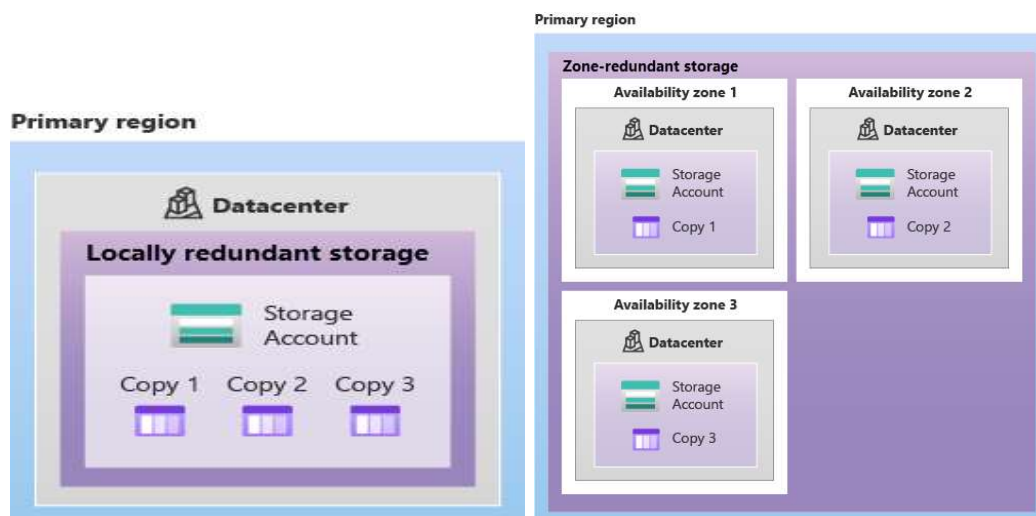 Primary region
Datacenter
Locally redundant storage
Storage
Account
Copy 1 Copy 2 Copy 3
Primary region
Zone-redundant storage
Availability zone 1
Datacenter
Storage
Account
Copy 1
Availability zone 2
Datacenter
Storage
Account
Copy 2
Availability zone 3
Datacenter
Storage
Account
Copy 3